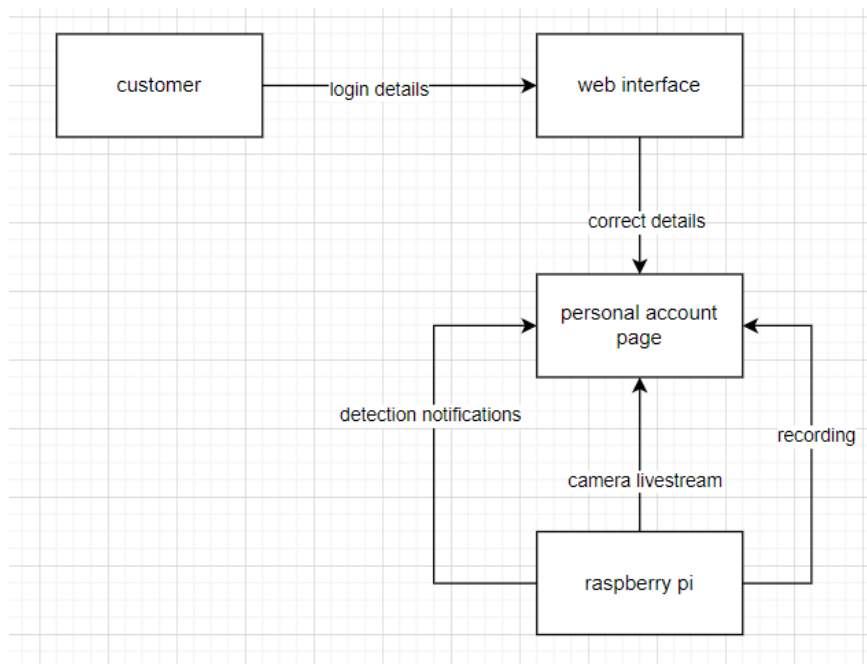 customer
login details
web interface
correct details
personal account
page
detection notifications
recording
camera livestream
raspberry pi